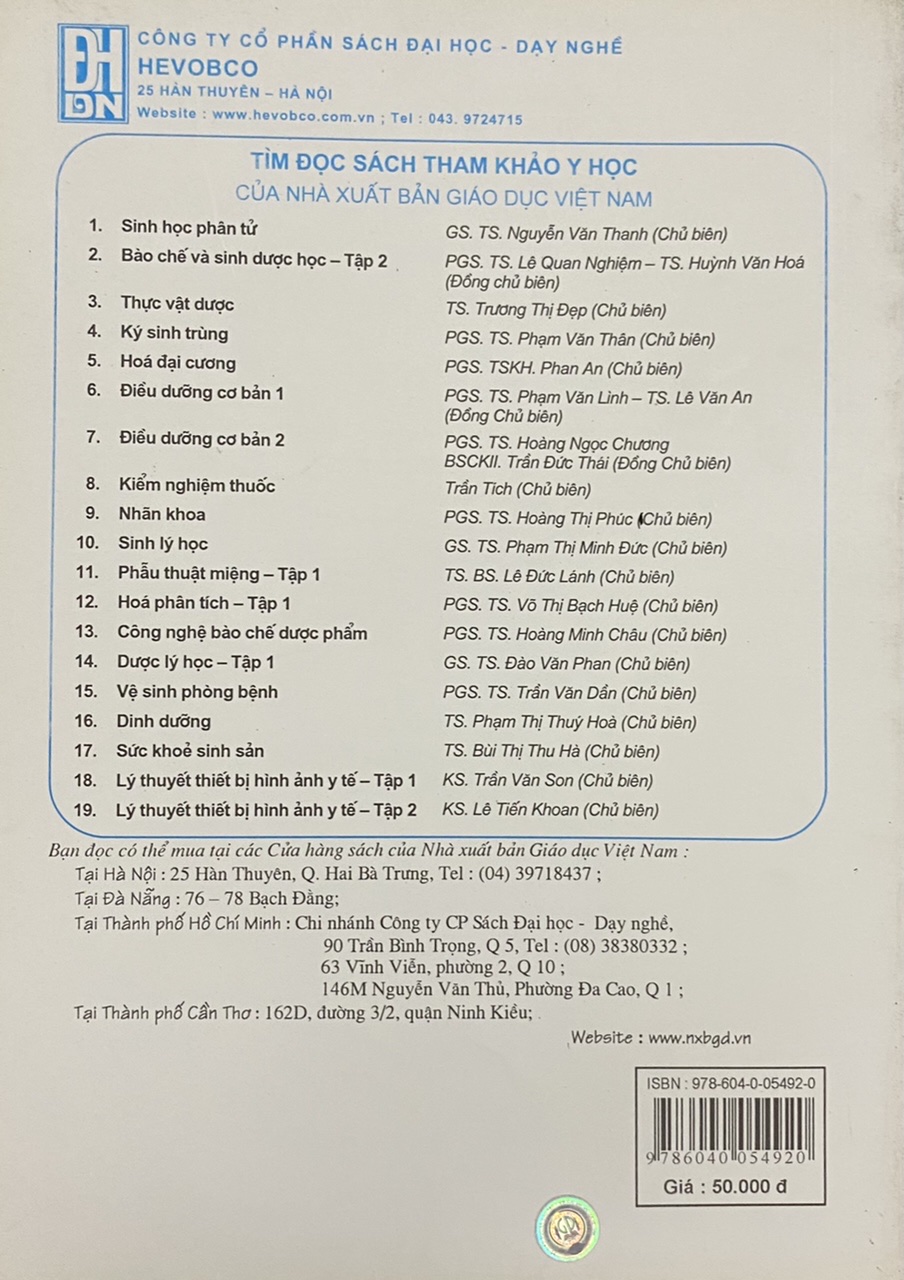 ĐH
DN
CÔNG TY CỔ PHẦN SÁCH ĐẠI HỌC - DẠY NGHỀ
HEVOBCO
25 HÀN THUYÊN – HÀ NỘI
Website : www.hevobco.com.vn ; Tel : 043. 9724715
TÌM ĐỌC SÁCH THAM KHẢO Y HỌC
CỦA NHÀ XUẤT BẢN GIÁO DỤC VIỆT NAM
1. Sinh học phân tử GS. TS. Nguyễn Văn Thanh (Chủ biên)
2. Bào chế và sinh dược học – Tập 2 PGS. TS. Lê Quan Nghiệm – TS. Huỳnh Văn Hoá
(Đồng chủ biên)
3. Thực vật dược TS. Trương Thị Đẹp (Chủ biên)
4. Ký sinh trùng PGS. TS. Phạm Văn Thân (Chủ biên)
5. Hoá đại cương PGS. TSKH. Phan An (Chủ biên)
6. Điều dưỡng cơ bản 1 PGS. TS. Phạm Văn Lình – TS. Lê Văn An
(Đồng Chủ biên)
7. Điều dưỡng cơ bản 2 PGS. TS. Hoàng Ngọc Chương
BSCKII. Trần Đức Thái (Đồng Chủ biên)
8. Kiểm nghiệm thuốc Trần Tích (Chủ biên)
9. Nhãn khoa PGS. TS. Hoàng Thị Phúc (Chủ biên)
10. Sinh lý học GS. TS. Phạm Thị Minh Đức (Chủ biên)
11. Phẫu thuật miệng – Tập 1 TS. BS. Lê Đức Lánh (Chủ biên)
12. Hoá phân tích – Tập 1 PGS. TS. Võ Thị Bạch Huệ (Chủ biên)
13. Công nghệ bào chế dược phẩm PGS. TS. Hoàng Minh Châu (Chủ biên)
14. Dược lý học – Tập 1 GS. TS. Đào Văn Phan (Chủ biên)
15. Vệ sinh phòng bệnh PGS. TS. Trần Văn Dần (Chủ biên)
16. Dinh dưỡng TS. Phạm Thị Thuý Hoà (Chủ biên)
17. Sức khoẻ sinh sản TS. Bùi Thị Thu Hà (Chủ biên)
18. Lý thuyết thiết bị hình ảnh y tế – Tập 1 KS. Trần Văn Son (Chủ biên)
19. Lý thuyết thiết bị hình ảnh y tế – Tập 2 KS. Lê Tiến Khoan (Chủ biên)
Bạn đọc có thể mua tại các Cửa hàng sách của Nhà xuất bản Giáo dục Việt Nam :
Tại Hà Nội : 25 Hàn Thuyên, Q. Hai Bà Trưng, Tel : (04) 39718437 ;
Tại Đà Nẵng : 76 – 78 Bạch Đằng;
Tại Thành phố Hồ Chí Minh : Chi nhánh Công ty CP Sách Đại học - Dạy nghề,
90 Trần Bình Trọng, Q 5, Tel : (08) 38380332 ;
63 Vĩnh Viễn, phường 2, Q 10 ;
146M Nguyễn Văn Thủ, Phường Đa Cao, Q 1 ;
Tại Thành phố Cần Thơ : 162D, đường 3/2, quận Ninh Kiều;
Website : www.nxbgd.vn
ISBN : 978-604-0-05492-0
9 786040 054920
Giá : 50.000 đ